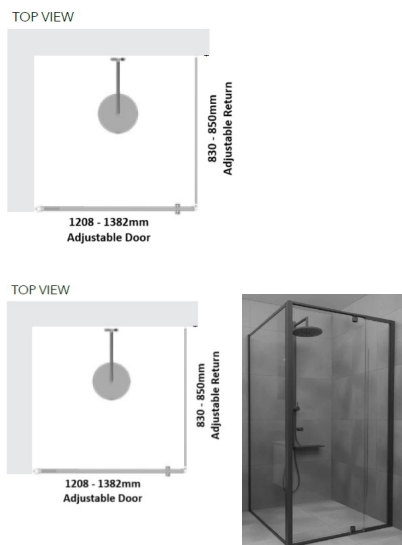 TOP VIEW
830 - 850mm
Adjustable Return
1208 - 1382mm
Adjustable Door
TOP VIEW
830 - 850mm
Adjustable Return
1208 - 1382mm
Adjustable Door